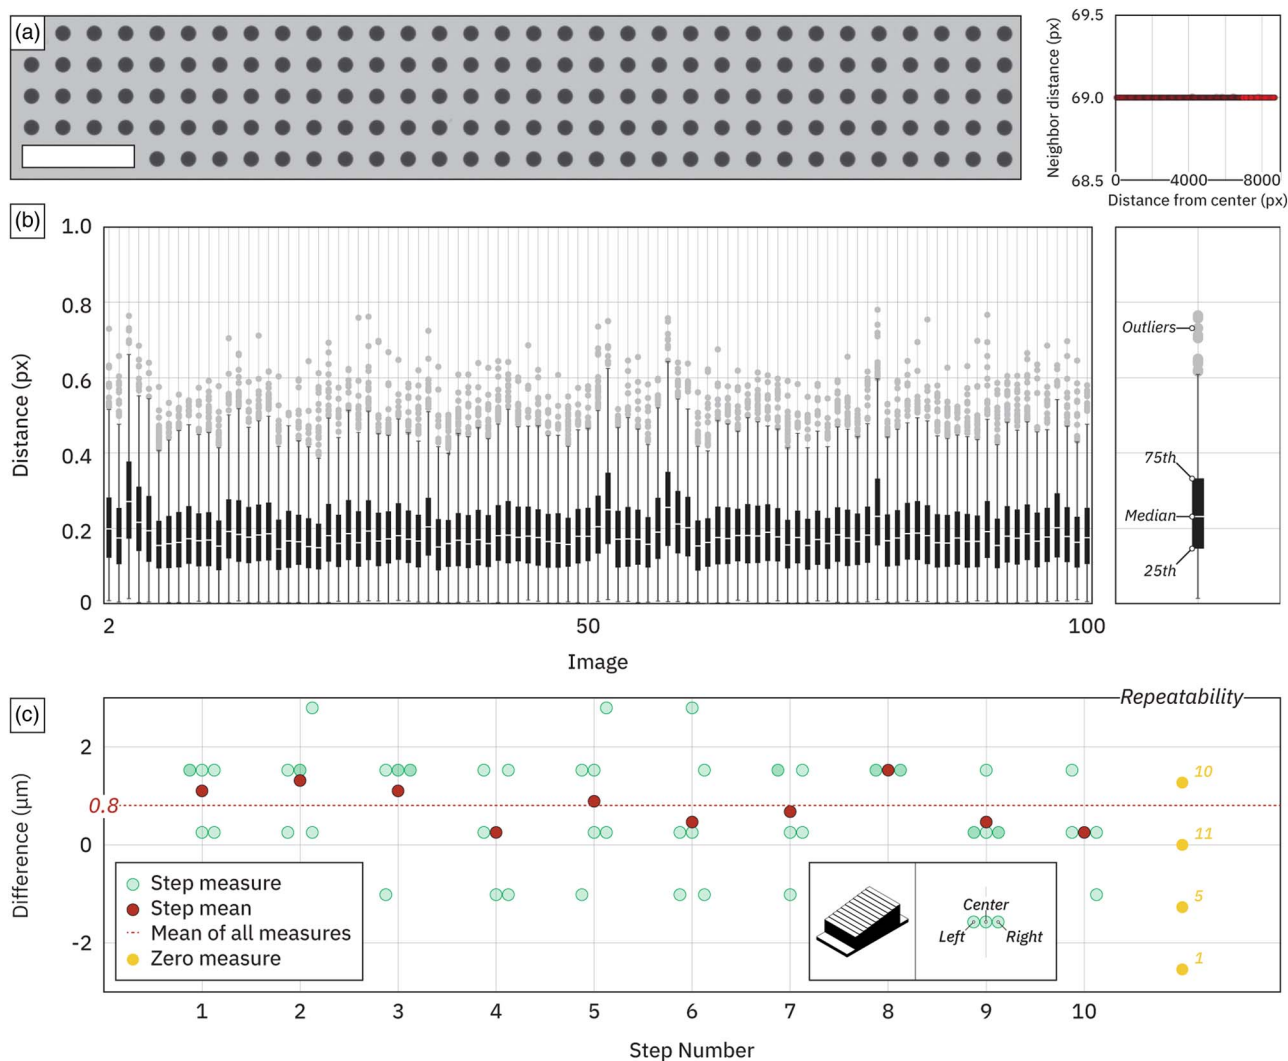 (a)
69.5
69.0
68.5
Neighbor distance (px)
0 4000 8000
Distance from center (px)
(b)
1.0
0.8
0.6
0.4
0.2
0
Distance (px)
2 50 100
Image
Outliers
75th
Median
25th
(c)
Repeatability
2
0.8
0
-2
Difference (µm)
10
11
5
1
Step measure
Step mean
Mean of all measures
Zero measure
Center
Left Right
1 2 3 4 5 6 7 8 9 10
Step Number